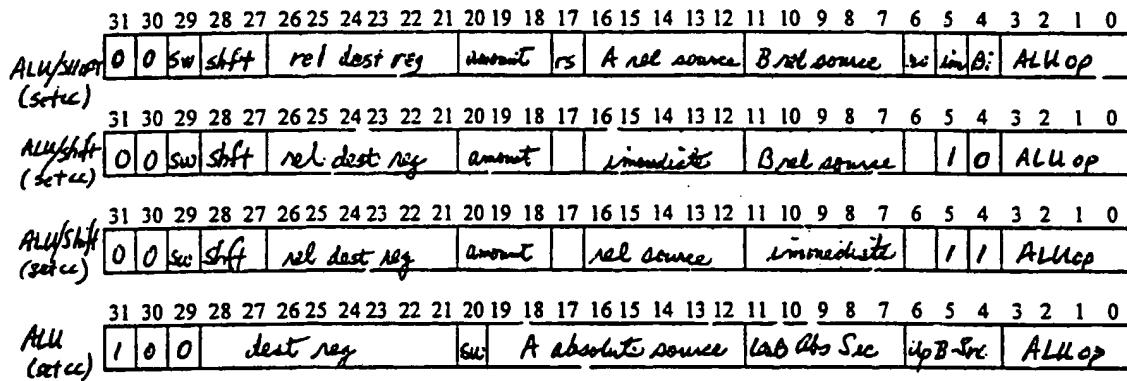 31 30 29 28 27 26 25 24 23 22 21 20 19 18 17 16 15 14 13 12 11 10 9 8 7 6 5 4 3 2 1 0
ALU/Shift 0 0 sw shft rel dest reg amount rs A rel source B rel source im Bi ALU op
(setcc)
31 30 29 28 27 26 25 24 23 22 21 20 19 18 17 16 15 14 13 12 11 10 9 8 7 6 5 4 3 2 1 0
ALU/shft 0 0 sw shft rel dest reg amount immediate B rel source 1 0 ALU op
(setcc)
31 30 29 28 27 26 25 24 23 22 21 20 19 18 17 16 15 14 13 12 11 10 9 8 7 6 5 4 3 2 1 0
ALU/Shft 0 0 sw shft rel dest reg amount rel source immediate 1 1 ALU op
(setcc)
31 30 29 28 27 26 25 24 23 22 21 20 19 18 17 16 15 14 13 12 11 10 9 8 7 6 5 4 3 2 1 0
ALU 1 0 0 dest reg sw A absolute source B Abs Src B-Src ALU op
(setcc)